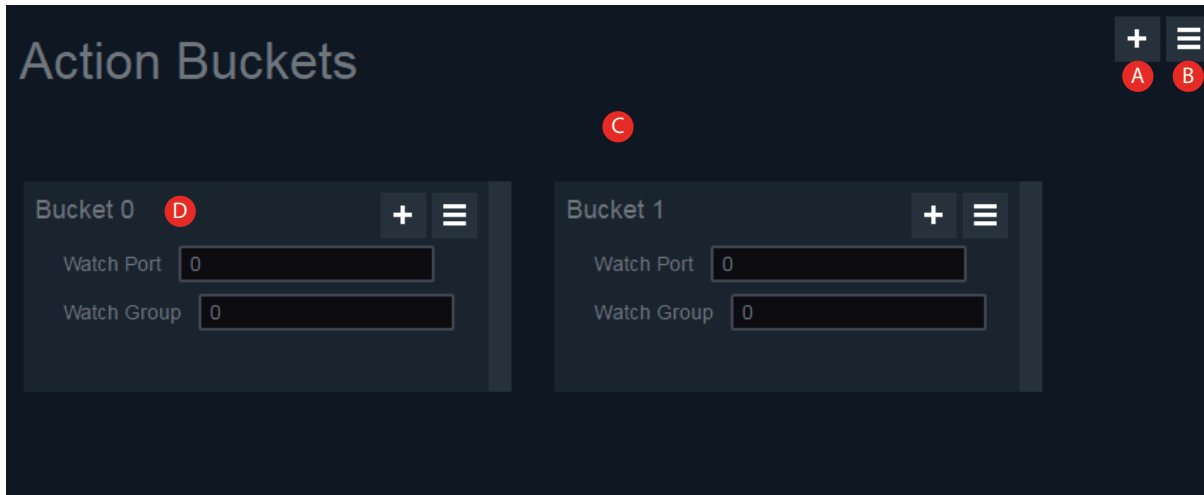 Action Buckets
A
B
C
Bucket 0
D
Watch Port 0
Watch Group 0
Bucket 1
Watch Port 0
Watch Group 0